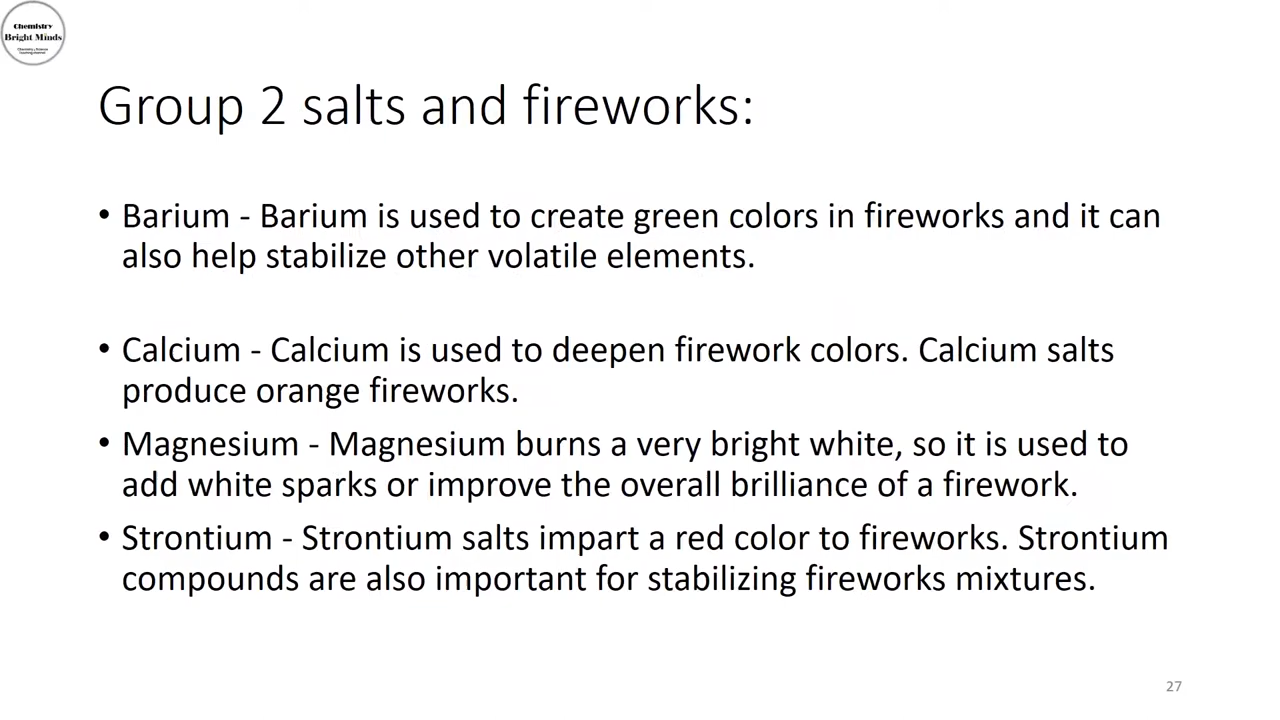 Chemistry
Bright Minds
Chemistry & Science
Teaching channel
Group 2 salts and fireworks:
• Barium - Barium is used to create green colors in fireworks and it can
also help stabilize other volatile elements.
• Calcium - Calcium is used to deepen firework colors. Calcium salts
produce orange fireworks.
• Magnesium - Magnesium burns a very bright white, so it is used to
add white sparks or improve the overall brilliance of a firework.
• Strontium - Strontium salts impart a red color to fireworks. Strontium
compounds are also important for stabilizing fireworks mixtures.
27